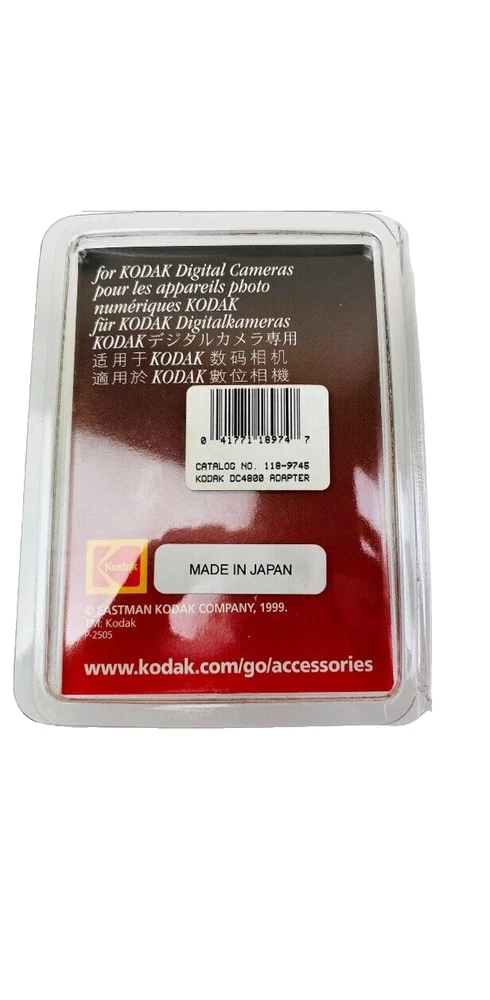 for KODAK Digital Cameras
pour les appareils photo
numériques KODAK
für KODAK Digitalkameras
KODAKデジタルカメラ専用
适用于KODAK 数码相机
適用於KODAK 數位相機
0 41771 18974 7
CATALOG NO. 118-9745
KODAK DC4800 ADAPTER
Kodak
MADE IN JAPAN
© EASTMAN KODAK COMPANY, 1999.
TM: Kodak
P-2505
www.kodak.com/go/accessories